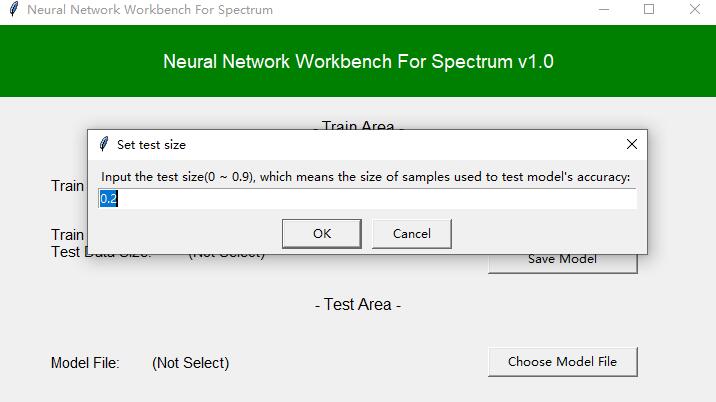 Neural Network Workbench For Spectrum
Neural Network Workbench For Spectrum v1.0
- Train Area -
Set test size
Input the test size(0 ~ 0.9), which means the size of samples used to test model's accuracy:
Train
0.2
OK Cancel
Train
Test Data Size: (Not Select)
Save Model
- Test Area -
Model File: (Not Select)
Choose Model File